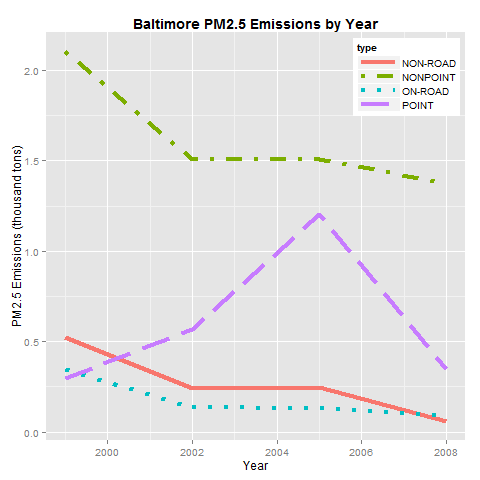 Baltimore PM2.5 Emissions by Year
type
NON-ROAD
NONPOINT
ON-ROAD
POINT
PM2.5 Emissions (thousand tons)
2.0
1.5
1.0
0.5
0.0
2000 2002 2004 2006 2008
Year